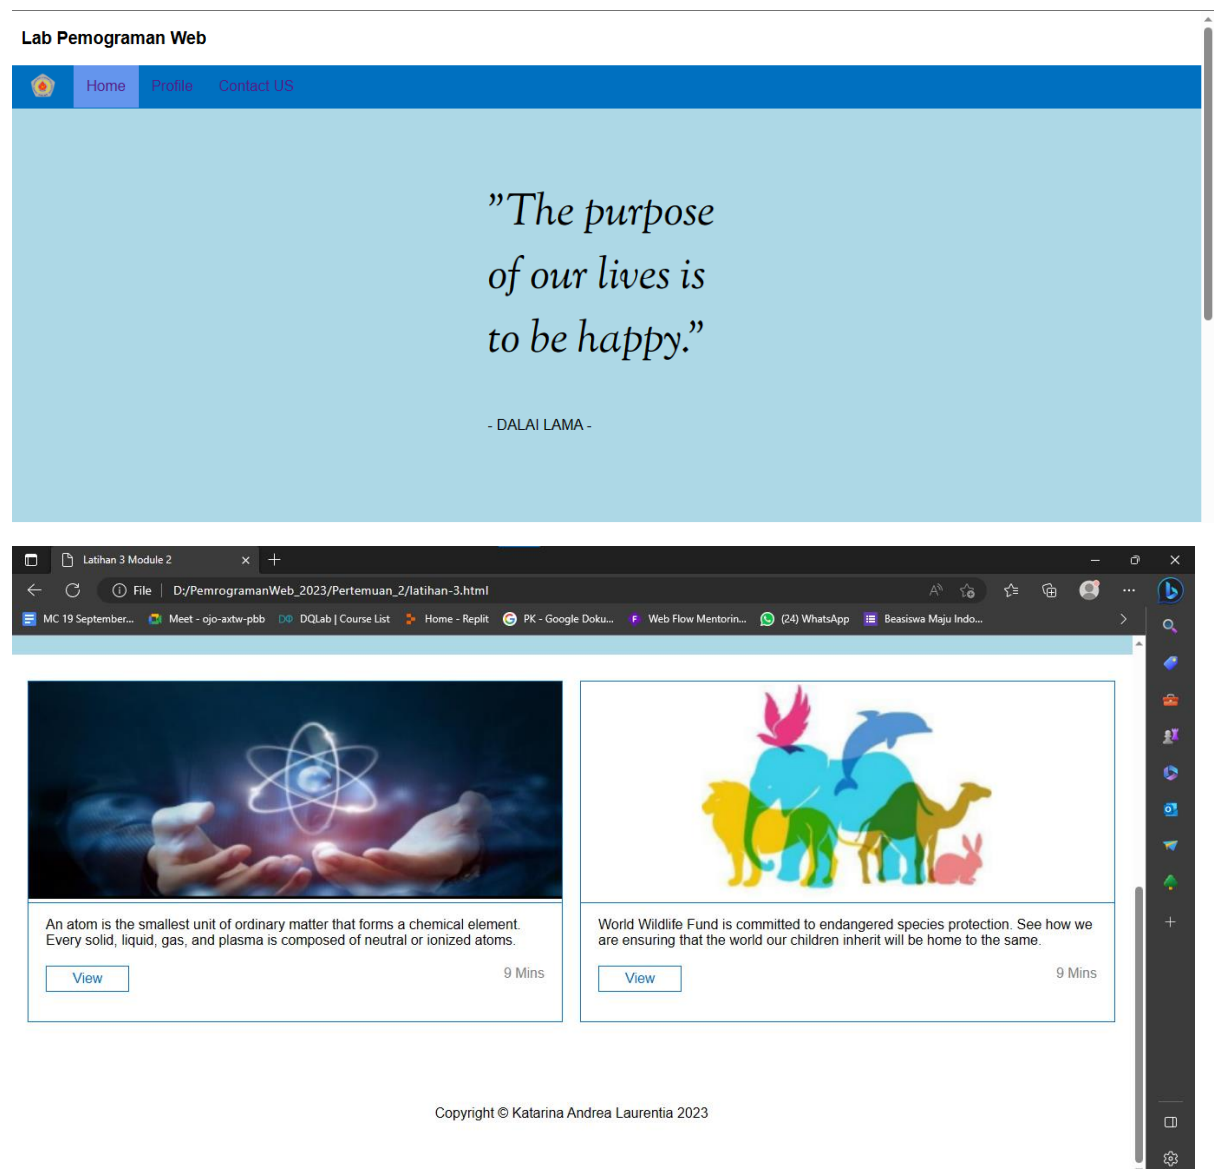 Lab Pemograman Web
Home Profile Contact US
”The purpose
of our lives is
to be happy.”
- DALAI LAMA -
Latihan 3 Module 2
File D:/PemrogramanWeb_2023/Pertemuan_2/latihan-3.html
MC 19 September... Meet - ojo-axtw-pbb DQLab | Course List Home - Replit PK - Google Doku... Web Flow Mentorin... (24) WhatsApp Beasiswa Maju Indo...
An atom is the smallest unit of ordinary matter that forms a chemical element.
Every solid, liquid, gas, and plasma is composed of neutral or ionized atoms.
View 9 Mins
World Wildlife Fund is committed to endangered species protection. See how we
are ensuring that the world our children inherit will be home to the same.
View 9 Mins
Copyright © Katarina Andrea Laurentia 2023